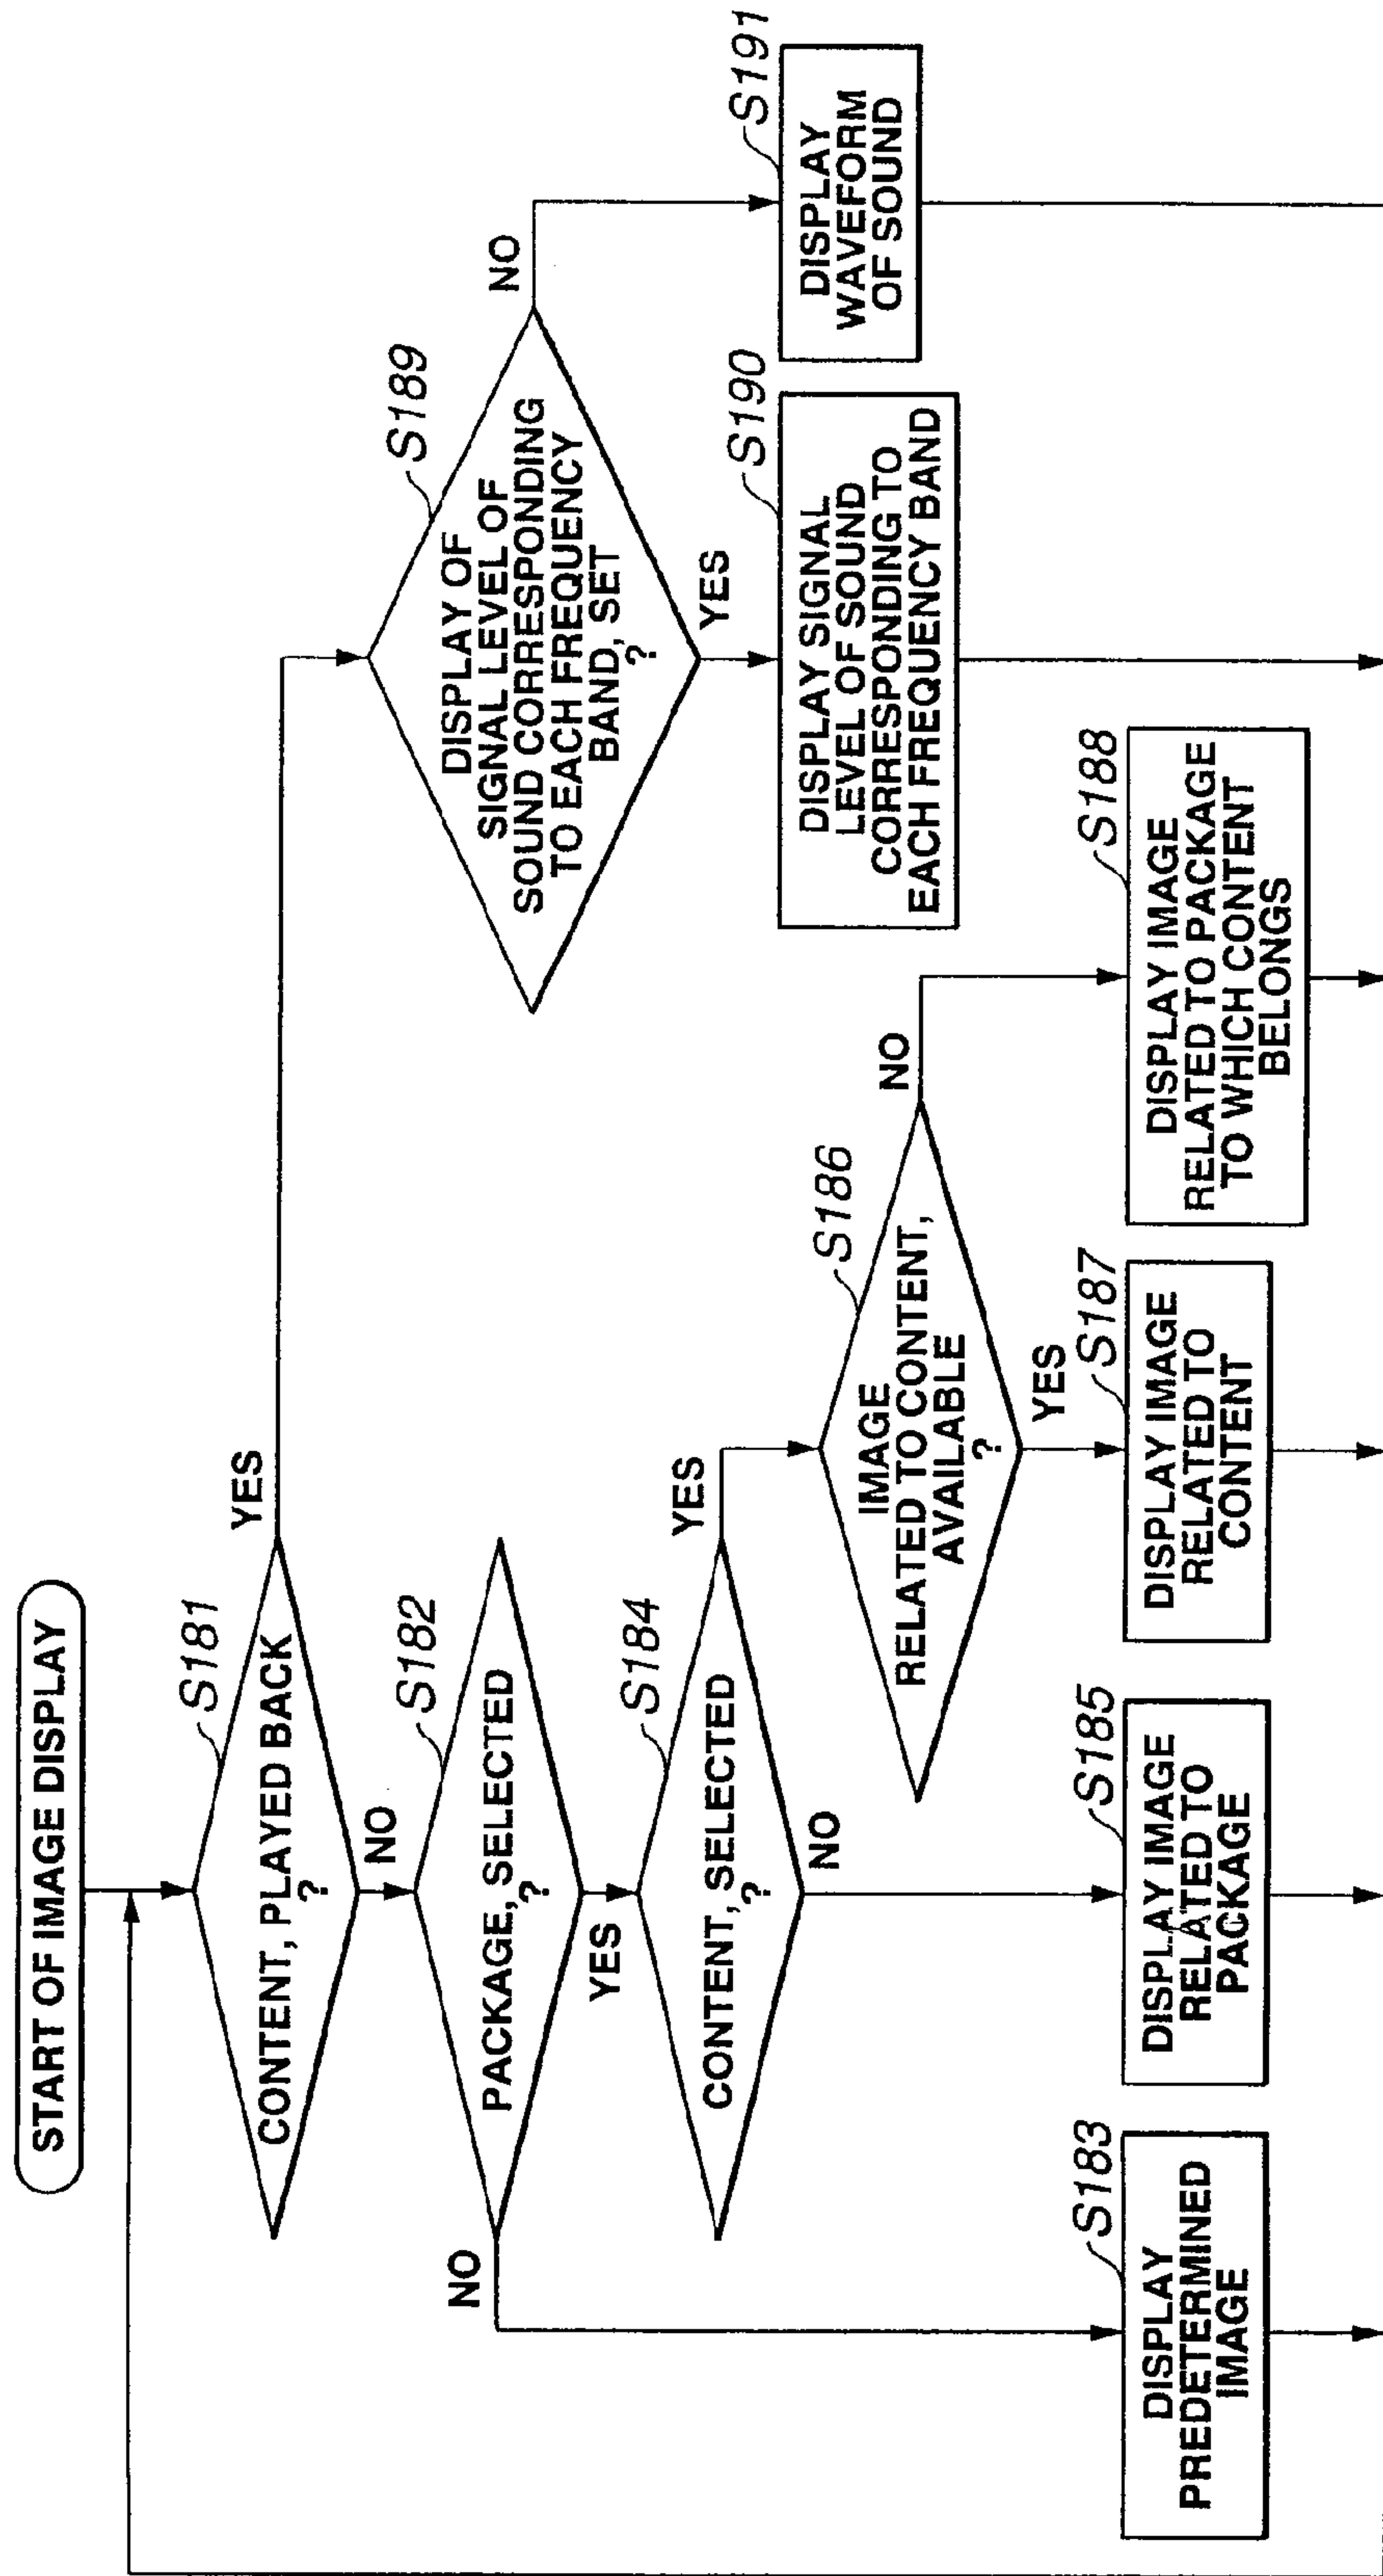 START OF IMAGE DISPLAY
S181
CONTENT, PLAYED BACK
?
YES
NO
S182
PACKAGE, SELECTED
?
NO
YES
S184
CONTENT, SELECTED
?
YES
NO
S186
IMAGE
RELATED TO CONTENT,
AVAILABLE
?
NO
YES
S189
DISPLAY OF
SIGNAL LEVEL OF
SOUND CORRESPONDING
TO EACH FREQUENCY
BAND, SET
?
NO
YES
S183
DISPLAY
PREDETERMINED
IMAGE
S185
DISPLAY IMAGE
RELATED TO
PACKAGE
S187
DISPLAY IMAGE
RELATED TO
CONTENT
S188
DISPLAY IMAGE
RELATED TO PACKAGE
TO WHICH CONTENT
BELONGS
S190
DISPLAY SIGNAL
LEVEL OF SOUND
CORRESPONDING TO
EACH FREQUENCY BAND
S191
DISPLAY
WAVEFORM
OF SOUND